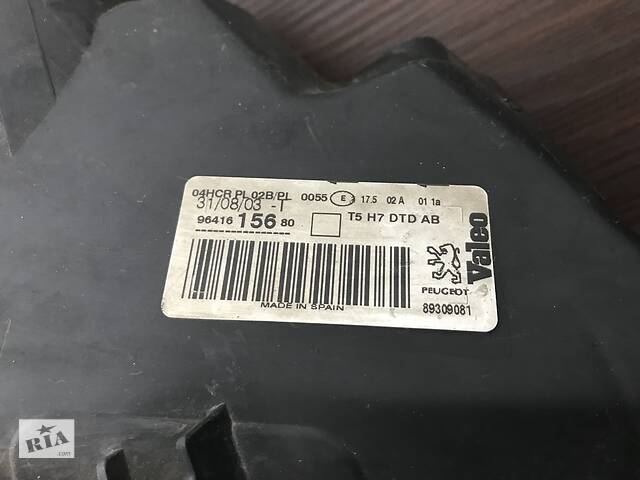 04HCR PL 02B/PL 0055 E 17.5 02 A 01 1a
31/08/03 -T
96416 156 80 T5 H7 DTD AB
MADE IN SPAIN
PEUGEOT
Valeo
89309081
RIA.com